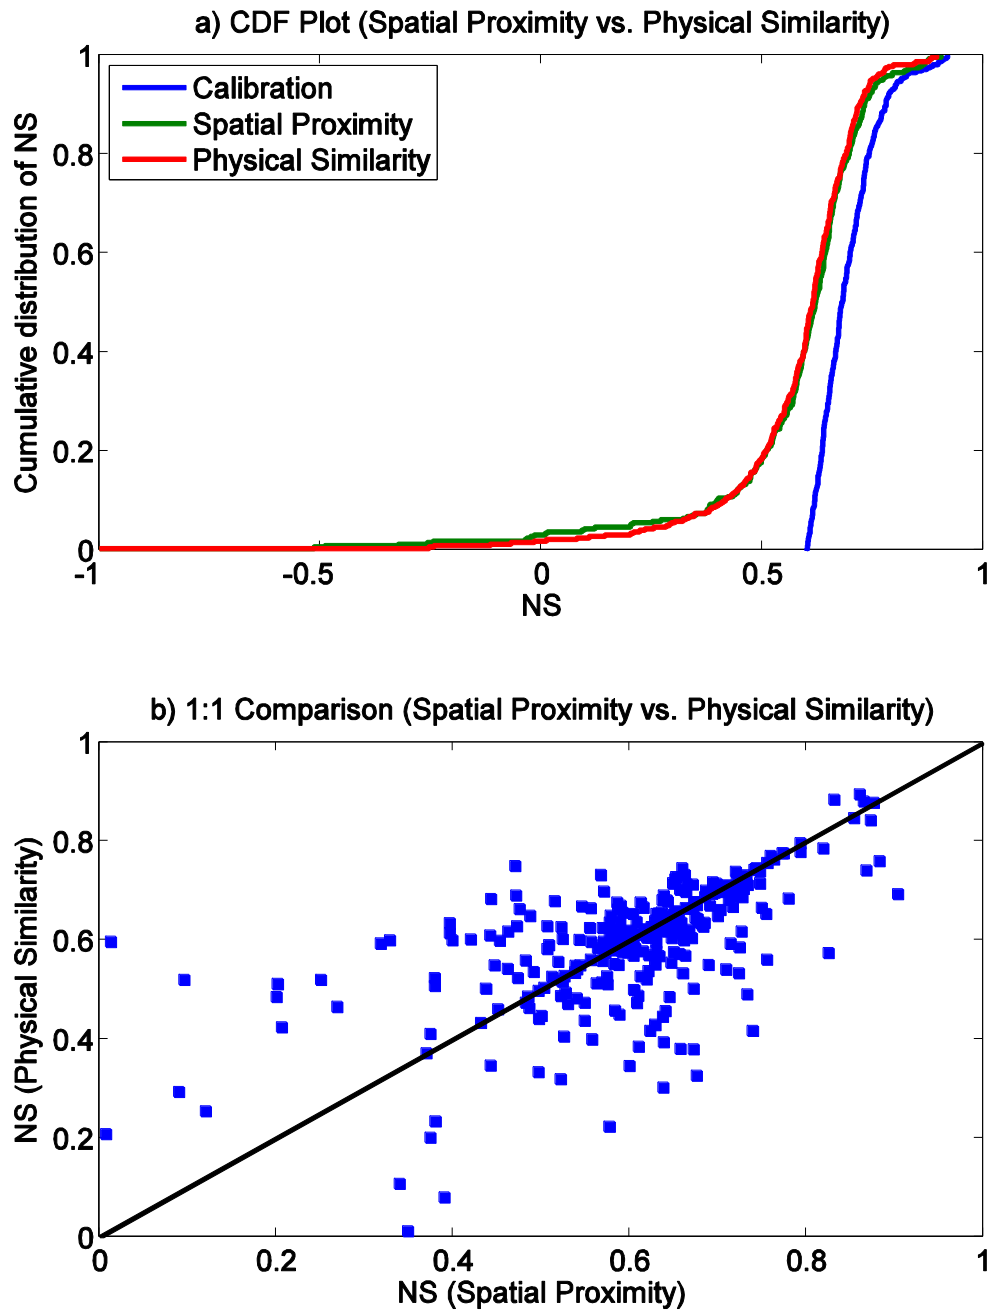 a) CDF Plot (Spatial Proximity vs. Physical Similarity)
Cumulative distribution of NS
1
0.8
0.6
0.4
0.2
0
Calibration
Spatial Proximity
Physical Similarity
-1 -0.5 0 0.5 1
NS
b) 1:1 Comparison (Spatial Proximity vs. Physical Similarity)
NS (Physical Similarity)
1
0.8
0.6
0.4
0.2
0
0 0.2 0.4 0.6 0.8 1
NS (Spatial Proximity)